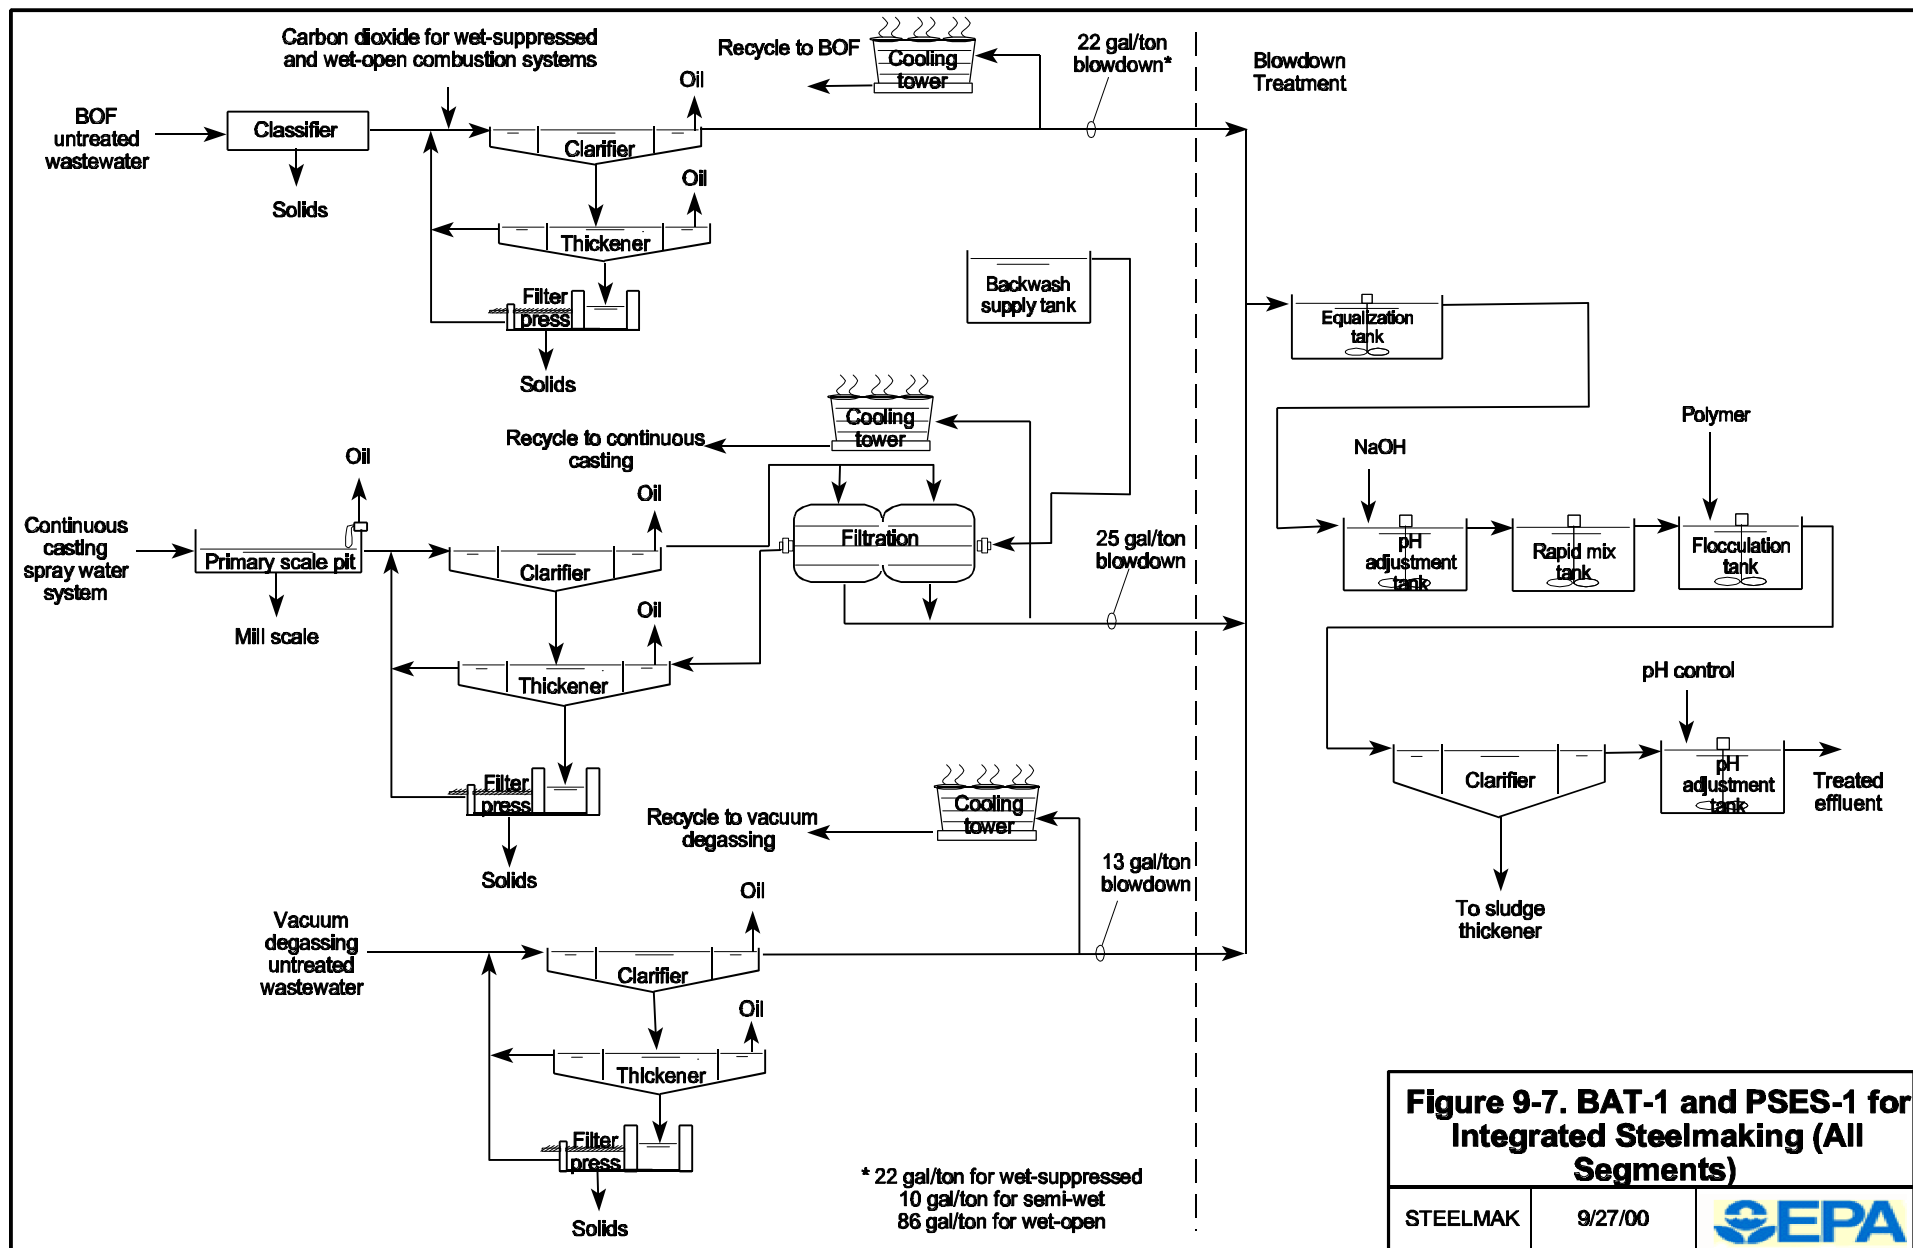 Carbon dioxide for wet-suppressed
and wet-open combustion systems
Recycle to BOF
Cooling
tower
22 gal/ton
blowdown*
Blowdown
Treatment
Oil
BOF
untreated
wastewater
Classifier
Clarifier
Solids
Oil
Thickener
Filter
press
Solids
Backwash
supply tank
Equalization
tank
Cooling
tower
Recycle to continuous
casting
Oil
Oil
Continuous
casting
spray water
system
Primary scale pit
Mill scale
Clarifier
Filtration
25 gal/ton
blowdown
Oil
Thickener
Filter
press
Solids
NaOH
Polymer
pH
adjustment
tank
Rapid mix
tank
Flocculation
tank
pH control
Clarifier
pH
adjustment
tank
Treated
effluent
To sludge
thickener
Recycle to vacuum
degassing
Cooling
tower
13 gal/ton
blowdown
Oil
Vacuum
degassing
untreated
wastewater
Clarifier
Oil
Thickener
Filter
press
Solids
* 22 gal/ton for wet-suppressed
10 gal/ton for semi-wet
86 gal/ton for wet-open
Figure 9-7. BAT-1 and PSES-1 for
Integrated Steelmaking (All
Segments)
STEELMAK
9/27/00
EPA